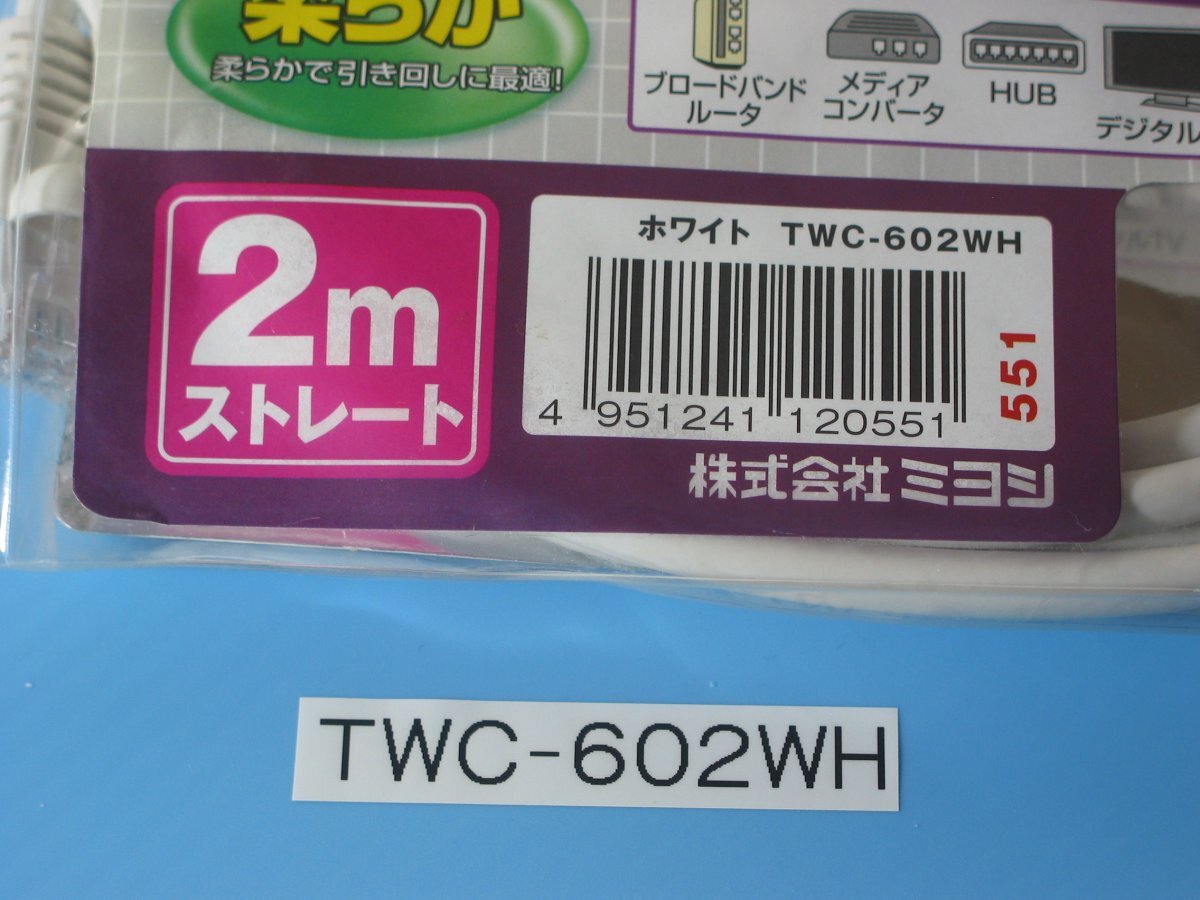 柔らか
柔らかで引き回しに最適!
ブロードバンド
ルータ
メディア
コンバータ
HUB
デジタル
2m
ストレート
ホワイト TWC-602WH
4 951241 120551
551
株式会社ミヨシ
TWC-602WH